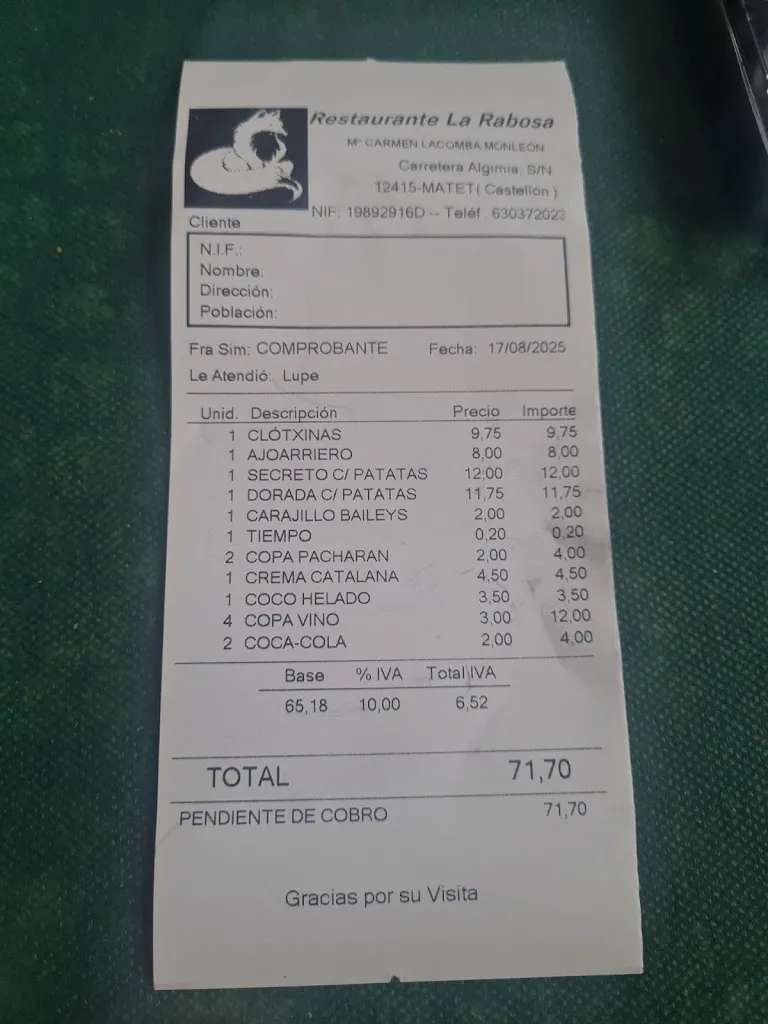 Restaurante La Rabosa
Mª CARMEN LACOMBA MONLEÓN
Carretera Algimia, S/N
12415-MATET( Castellón )
NIF: 19892916D -- Teléf. 630372023
Cliente
N.I.F.:
Nombre:
Dirección:
Población:
Fra Sim: COMPROBANTE Fecha: 17/08/2025
Le Atendió: Lupe
Unid. Descripción Precio Importe
1 CLÓTXINAS 9,75 9,75
1 AJOARRIERO 8,00 8,00
1 SECRETO C/ PATATAS 12,00 12,00
1 DORADA C/ PATATAS 11,75 11,75
1 CARAJILLO BAILEYS 2,00 2,00
1 TIEMPO 0,20 0,20
2 COPA PACHARAN 2,00 4,00
1 CREMA CATALANA 4,50 4,50
1 COCO HELADO 3,50 3,50
4 COPA VINO 3,00 12,00
2 COCA-COLA 2,00 4,00
Base % IVA Total IVA
65,18 10,00 6,52
TOTAL 71,70
PENDIENTE DE COBRO 71,70
Gracias por su Visita